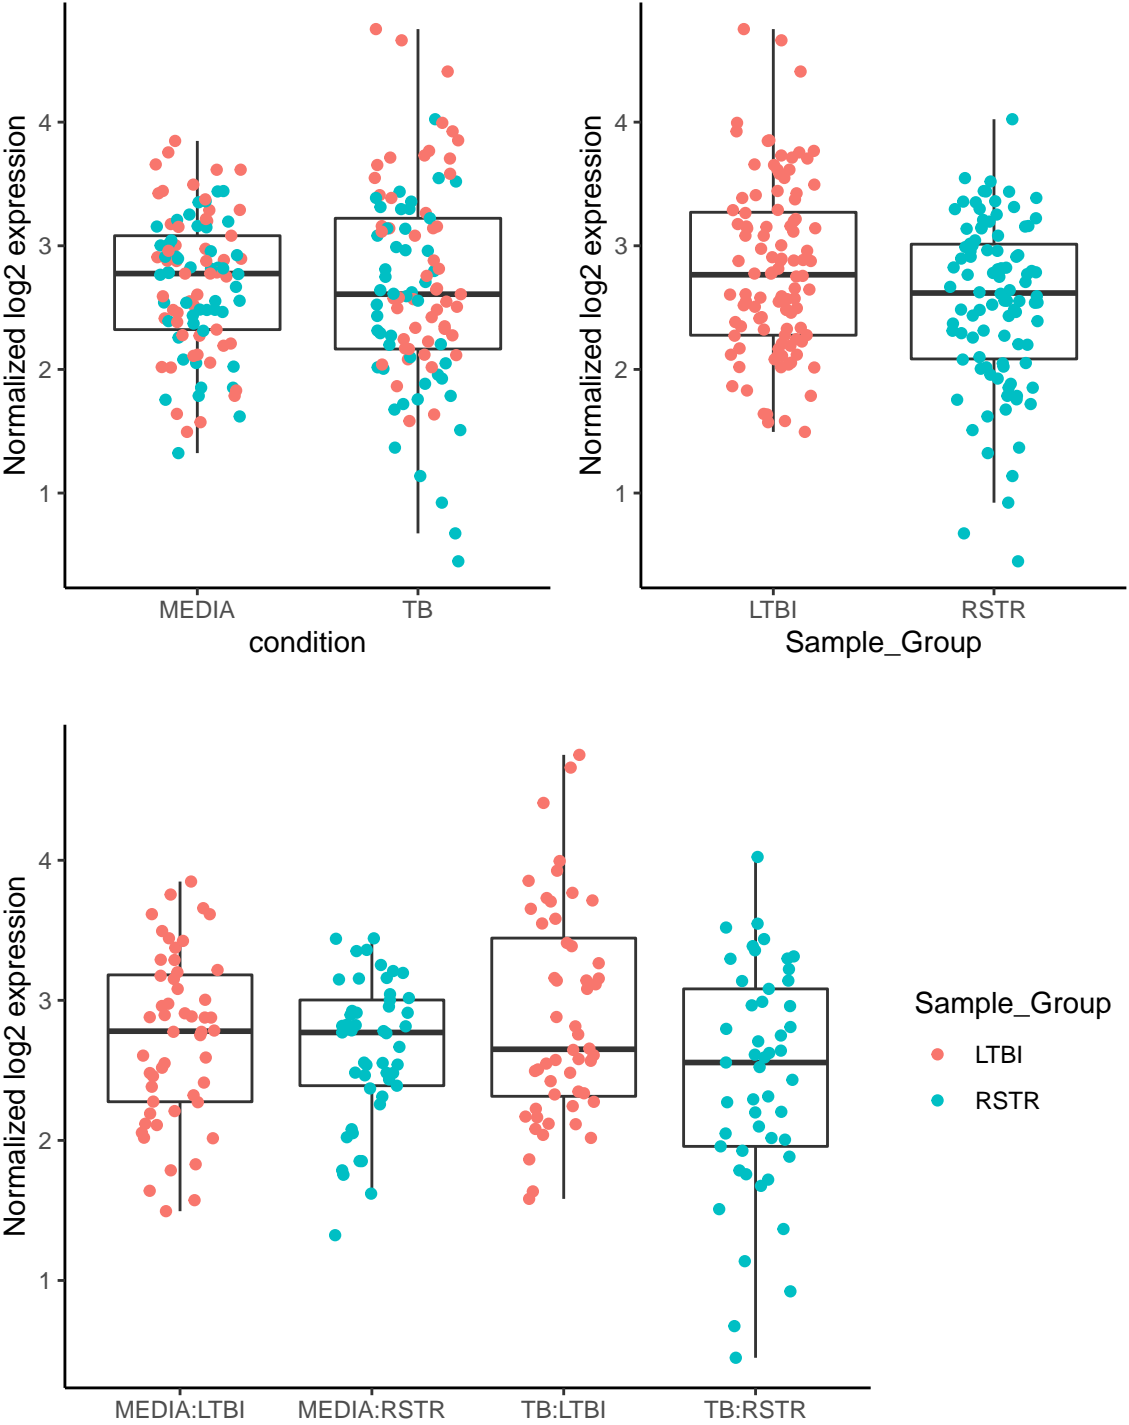 Normalized log2 expression
4
3
2
1
MEDIA TB
condition
Normalized log2 expression
4
3
2
1
LTBI RSTR
Sample_Group
Normalized log2 expression
4
3
2
1
MEDIA:LTBI MEDIA:RSTR TB:LTBI TB:RSTR
Sample_Group
LTBI
RSTR